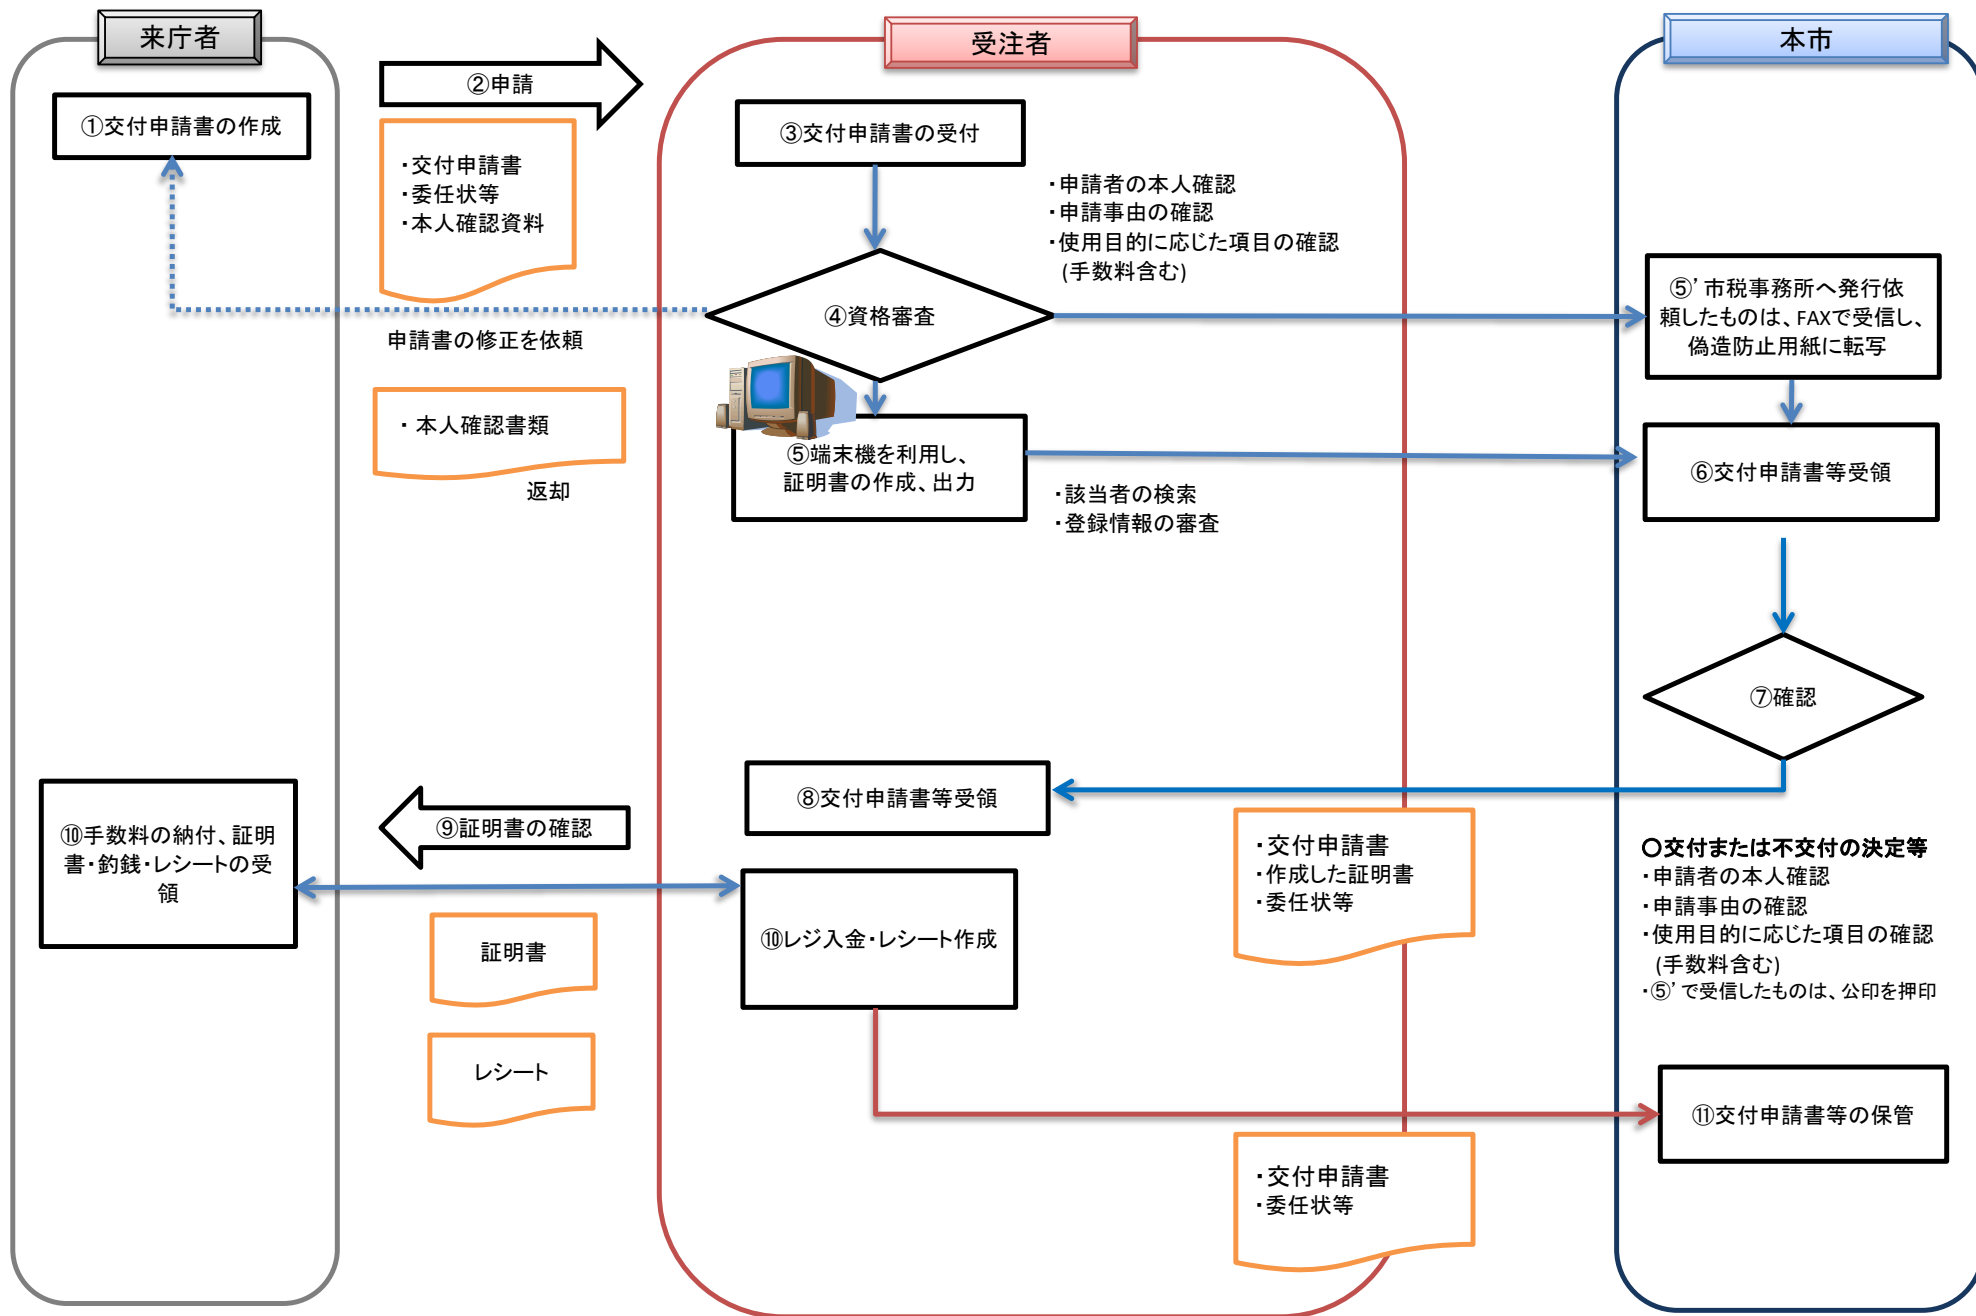 来庁者
受注者
本市
①交付申請書の作成
②申請
・交付申請書
・委任状等
・本人確認資料
③交付申請書の受付
・申請者の本人確認
・申請事由の確認
・使用目的に応じた項目の確認
(手数料含む)
④資格審査
申請書の修正を依頼
・ 本人確認書類
返却
⑤端末機を利用し、
証明書の作成、出力
・該当者の検索
・登録情報の審査
⑤’市税事務所へ発行依
頼したものは、FAXで受信し、
偽造防止用紙に転写
⑥交付申請書等受領
⑦確認
⑧交付申請書等受領
⑨証明書の確認
⑩手数料の納付、証明
書・釣銭・レシートの受
領
・交付申請書
・作成した証明書
・委任状等
〇交付または不交付の決定等
・申請者の本人確認
・申請事由の確認
・使用目的に応じた項目の確認
(手数料含む)
・⑤’で受信したものは、公印を押印
⑩レジ入金・レシート作成
証明書
レシート
⑪交付申請書等の保管
・交付申請書
・委任状等